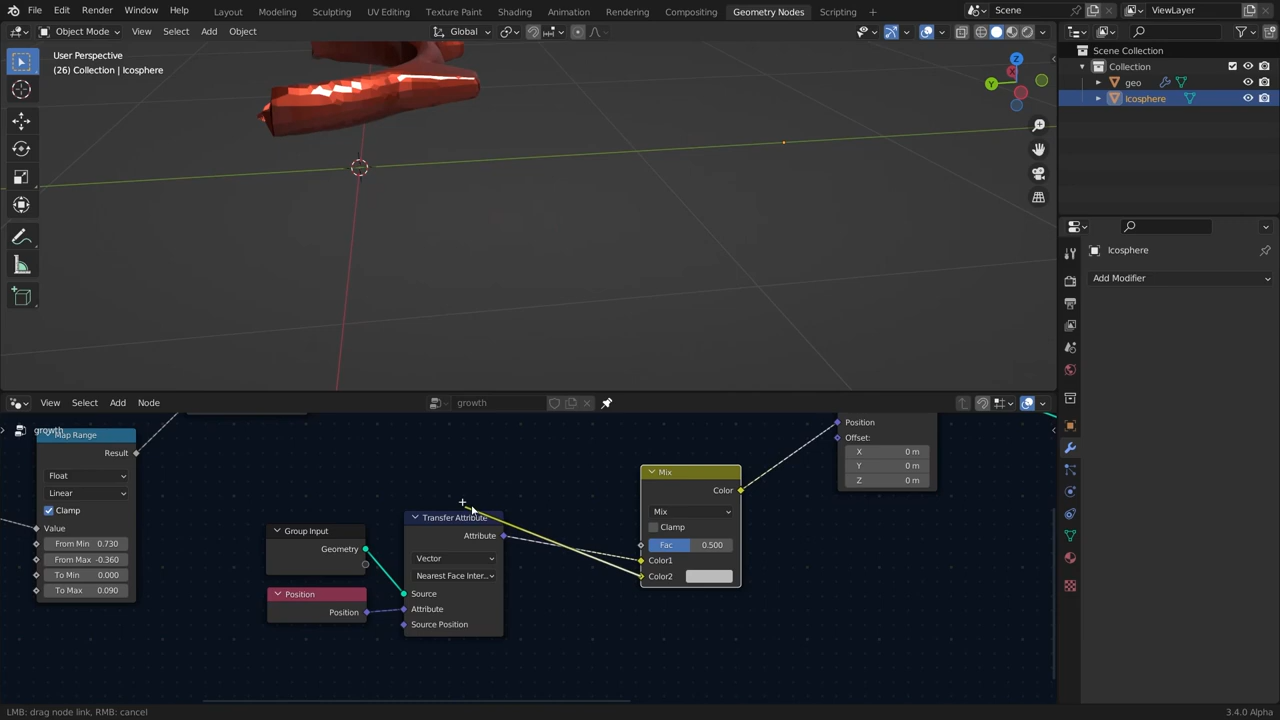 File Edit Render Window Help Layout Modeling Sculpting UV Editing Texture Paint Shading Animation Rendering Compositing Geometry Nodes Scripting + Scene ViewLayer
Object Mode View Select Add Object Global
User Perspective
(26) Collection | Icosphere
Z
Y
Scene Collection
Collection
geo
Icosphere
Icosphere
Add Modifier
View Select Add Node growth
growth
Map Range
Result
Float
Linear
Clamp
Value
From Min 0.730
From Max -0.360
To Min 0.000
To Max 0.090
Group Input
Geometry
Position
Position
Transfer Attribute
Attribute
Vector
Nearest Face Inter...
Source
Attribute
Source Position
Mix
Color
Mix
Clamp
Fac 0.500
Color1
Color2
Position
Offset:
X 0 m
Y 0 m
Z 0 m
LMB: drag node link, RMB: cancel
3.4.0 Alpha